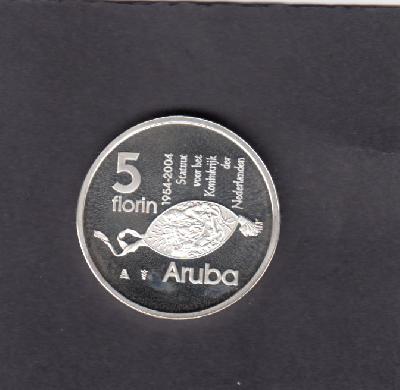 5
florin
1954-2004
Statuut
voor het
Koninkrijk
der
Nederlanden
Aruba